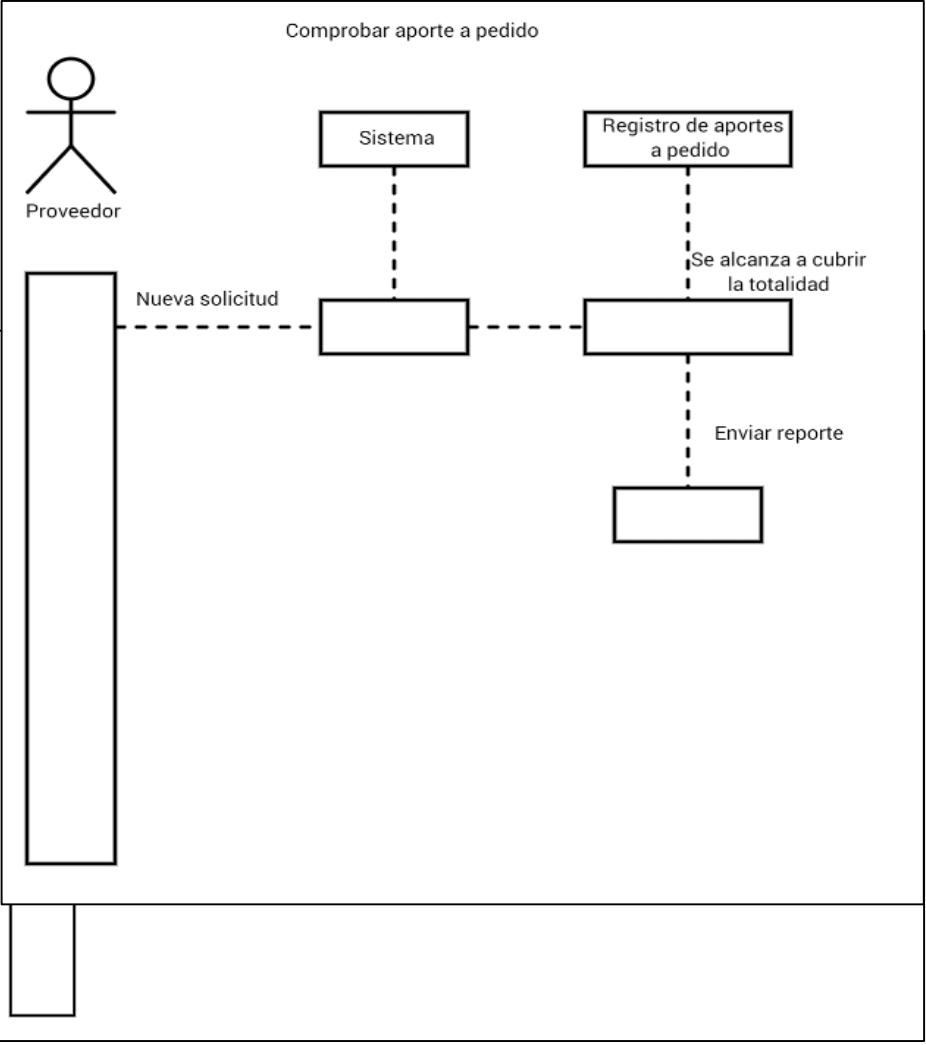 Comprobar aporte a pedido
Sistema
Registro de aportes
a pedido
Proveedor
Se alcanza a cubrir
la totalidad
Nueva solicitud
Enviar reporte